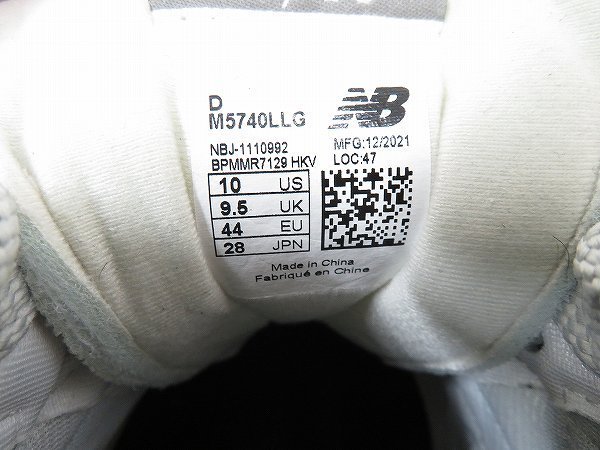 D
M5740LLG
NB
NBJ-1110992
BPMMR7129 HKV
MFG:12/2021
LOC:47
10 US
9.5 UK
44 EU
28 JPN
Made in China
Fabriqué en Chine